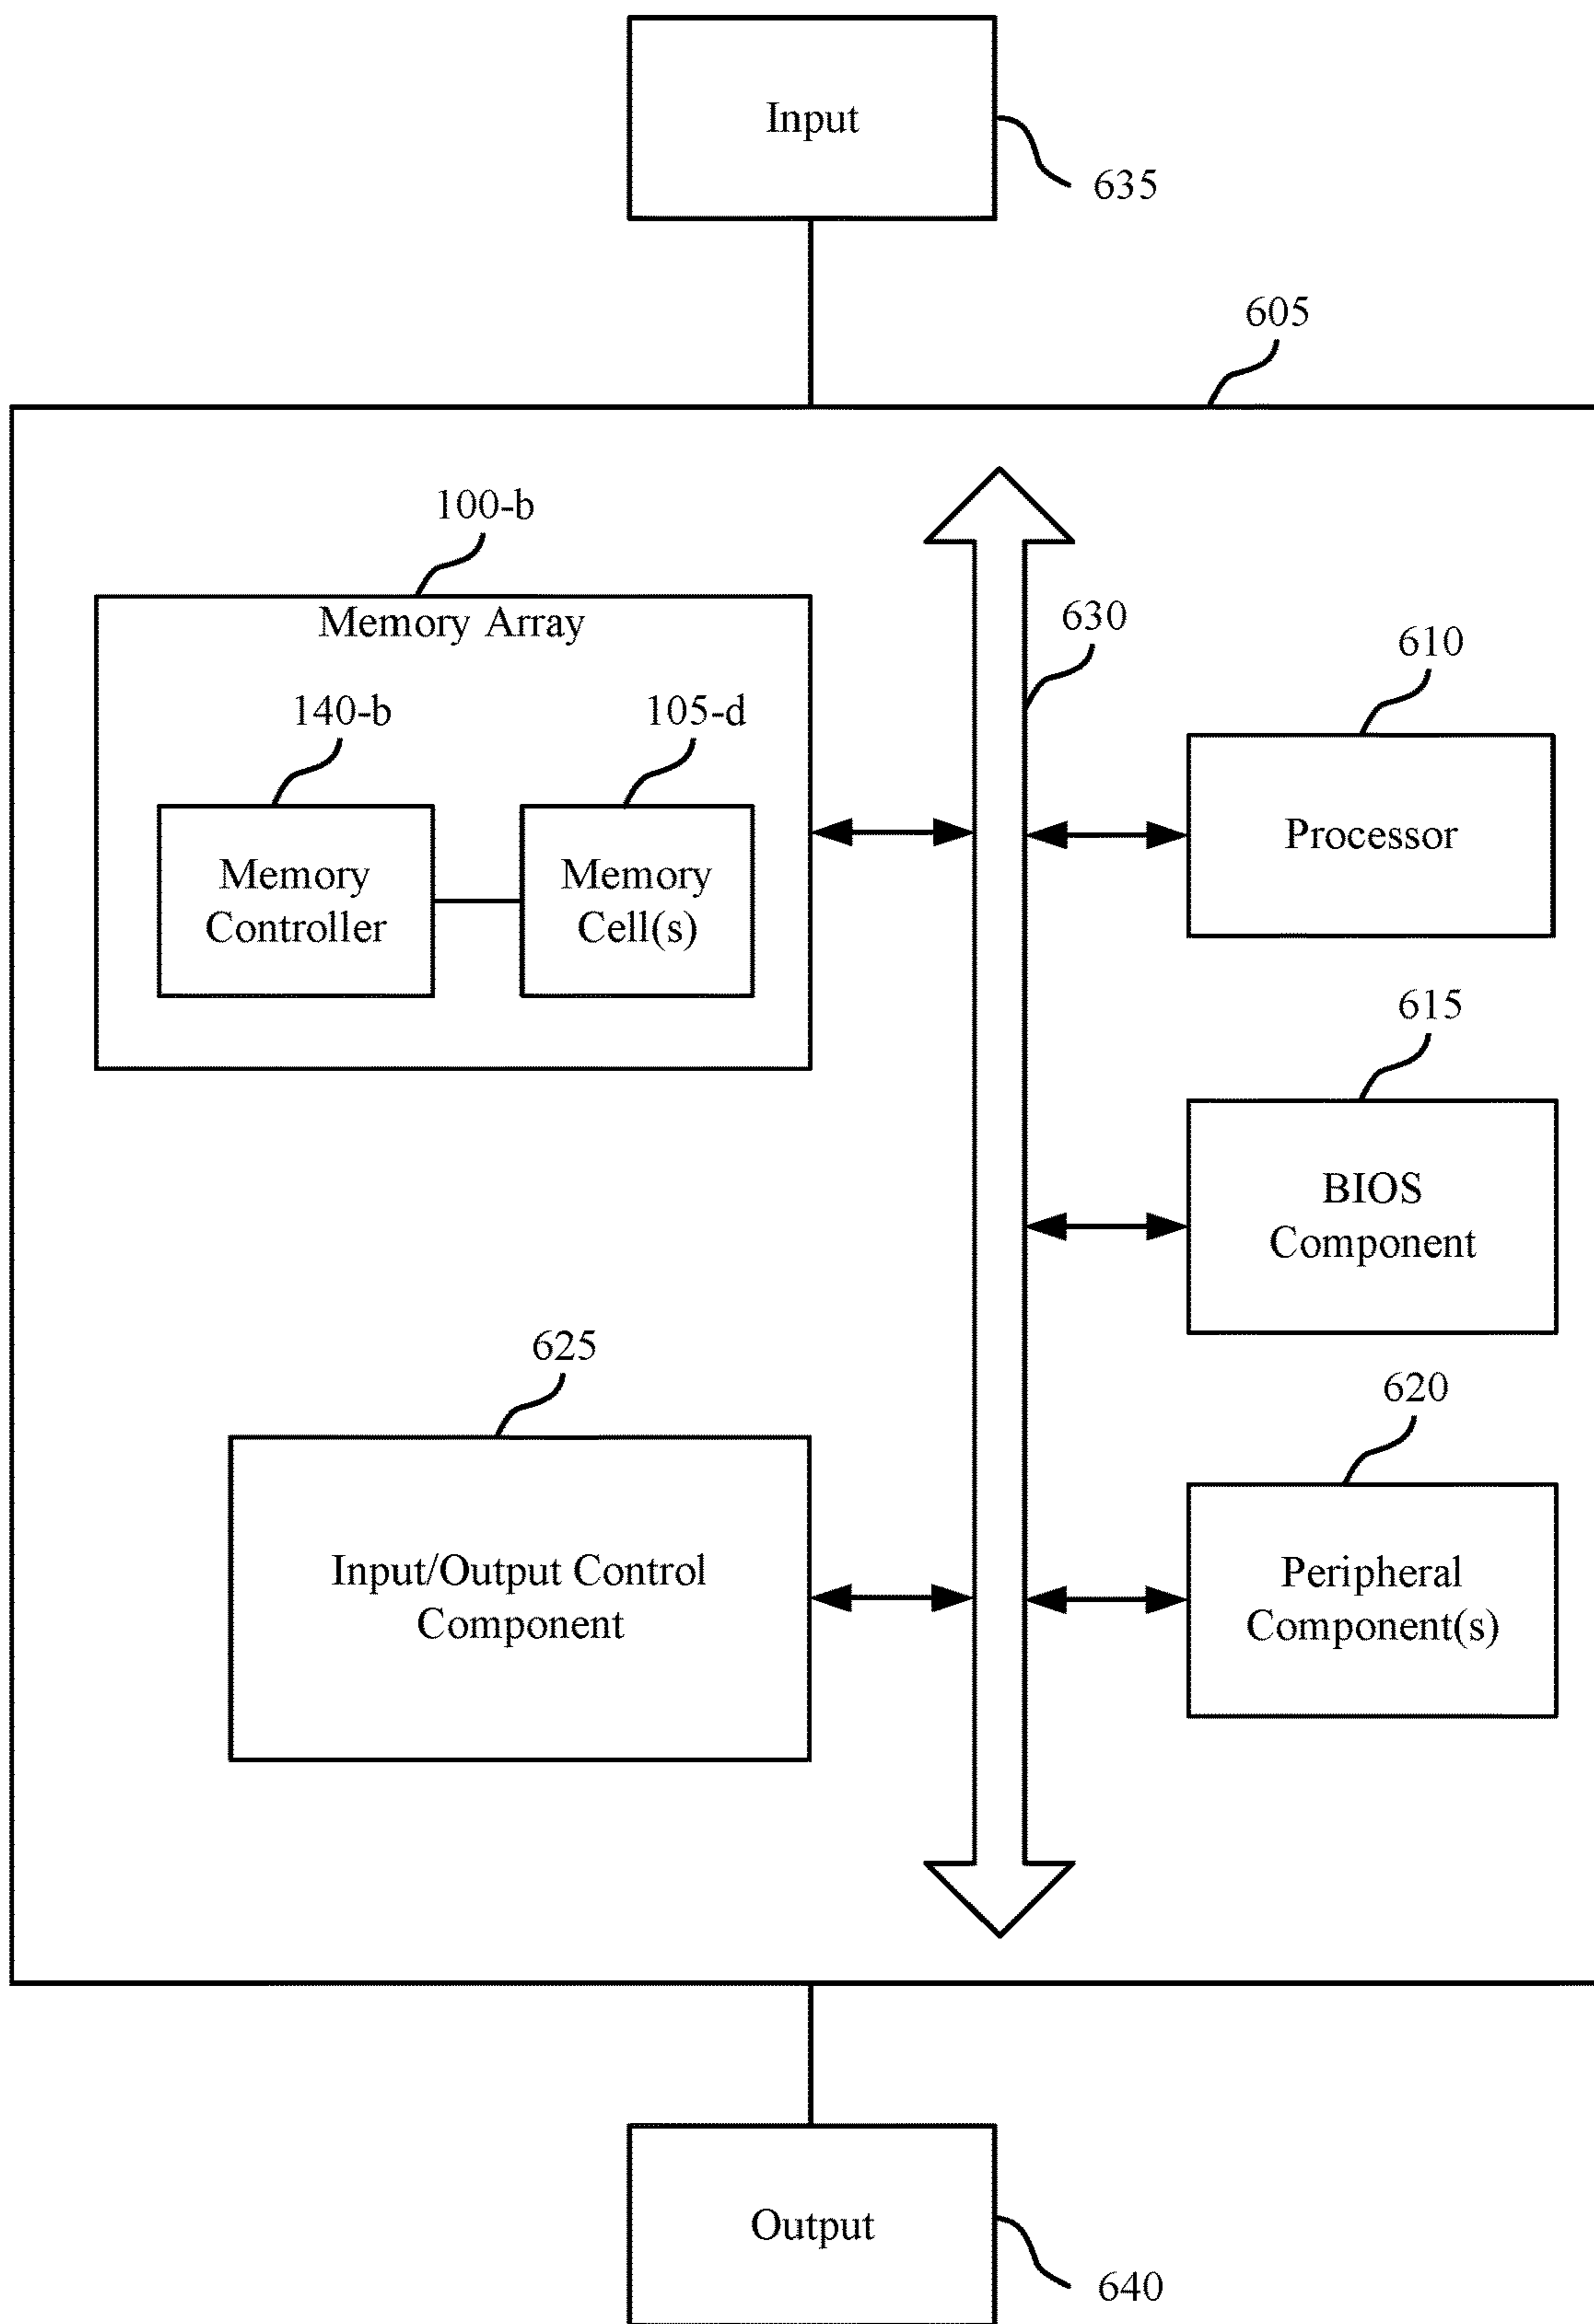 Input
635
605
100-b
Memory Array
630
610
140-b
105-d
Memory
Controller
Memory
Cell(s)
Processor
615
BIOS
Component
625
620
Input/Output Control
Component
Peripheral
Component(s)
Output
640